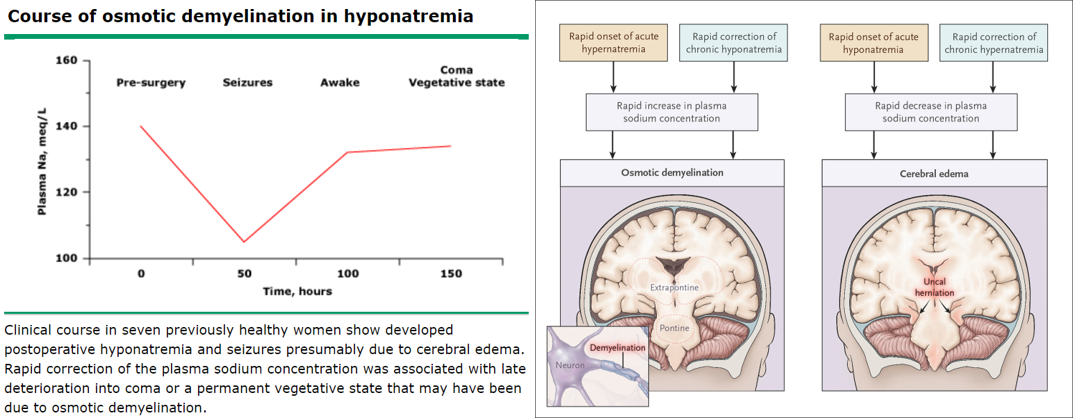 Course of osmotic demyelination in hyponatremia
160
140
120
100
Plasma Na, meq/L
Pre-surgery
Seizures
Awake
Coma
Vegetative state
0
50
100
150
Time, hours
Clinical course in seven previously healthy women show developed
postoperative hyponatremia and seizures presumably due to cerebral edema.
Rapid correction of the plasma sodium concentration was associated with late
deterioration into coma or a permanent vegetative state that may have been
due to osmotic demyelination.
Rapid onset of acute
hypernatremia
Rapid correction of
chronic hyponatremia
Rapid increase in plasma
sodium concentration
Osmotic demyelination
Extrapontine
Pontine
Demyelination
Neuron
Rapid onset of acute
hyponatremia
Rapid correction of
chronic hypernatremia
Rapid decrease in plasma
sodium concentration
Cerebral edema
Uncal
herniation